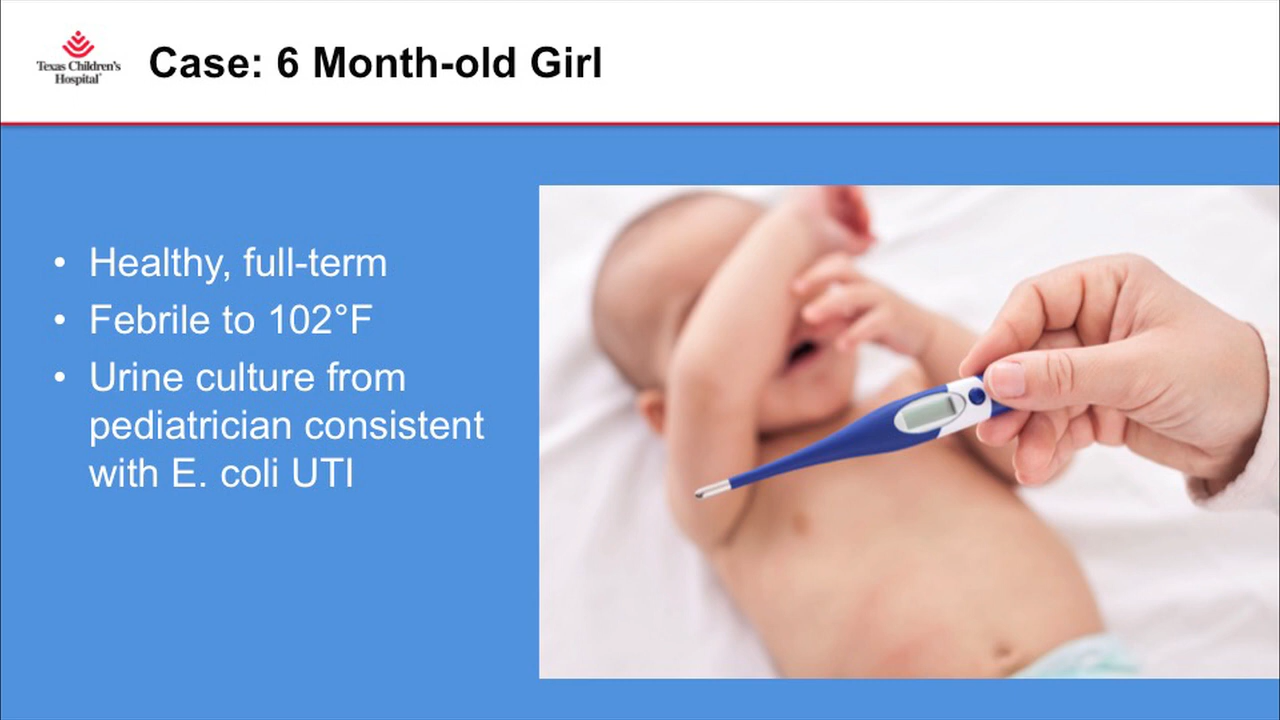 Texas Children's
Hospital
Case: 6 Month-old Girl
• Healthy, full-term
• Febrile to 102°F
• Urine culture from
pediatrician consistent
with E. coli UTI